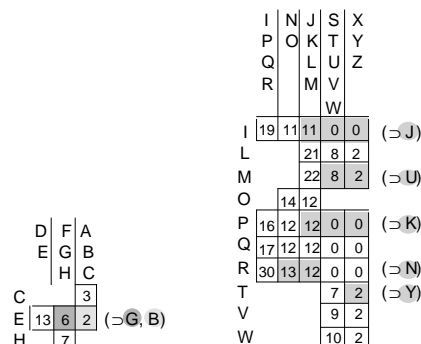 I N J S X
P O K T Y
Q L U Z
R M V
W
I 19 11 11 0 0 (⊃J)
L 21 8 2
M 22 8 2 (⊃U)
O 14 12
P 16 12 12 0 0 (⊃K)
Q 17 12 12 0 0
R 30 13 12 0 0 (⊃N)
T 7 2 (⊃Y)
V 9 2
W 10 2
D F A
E G B
H C
C 3
E 13 6 2 (⊃G, B)
H 7